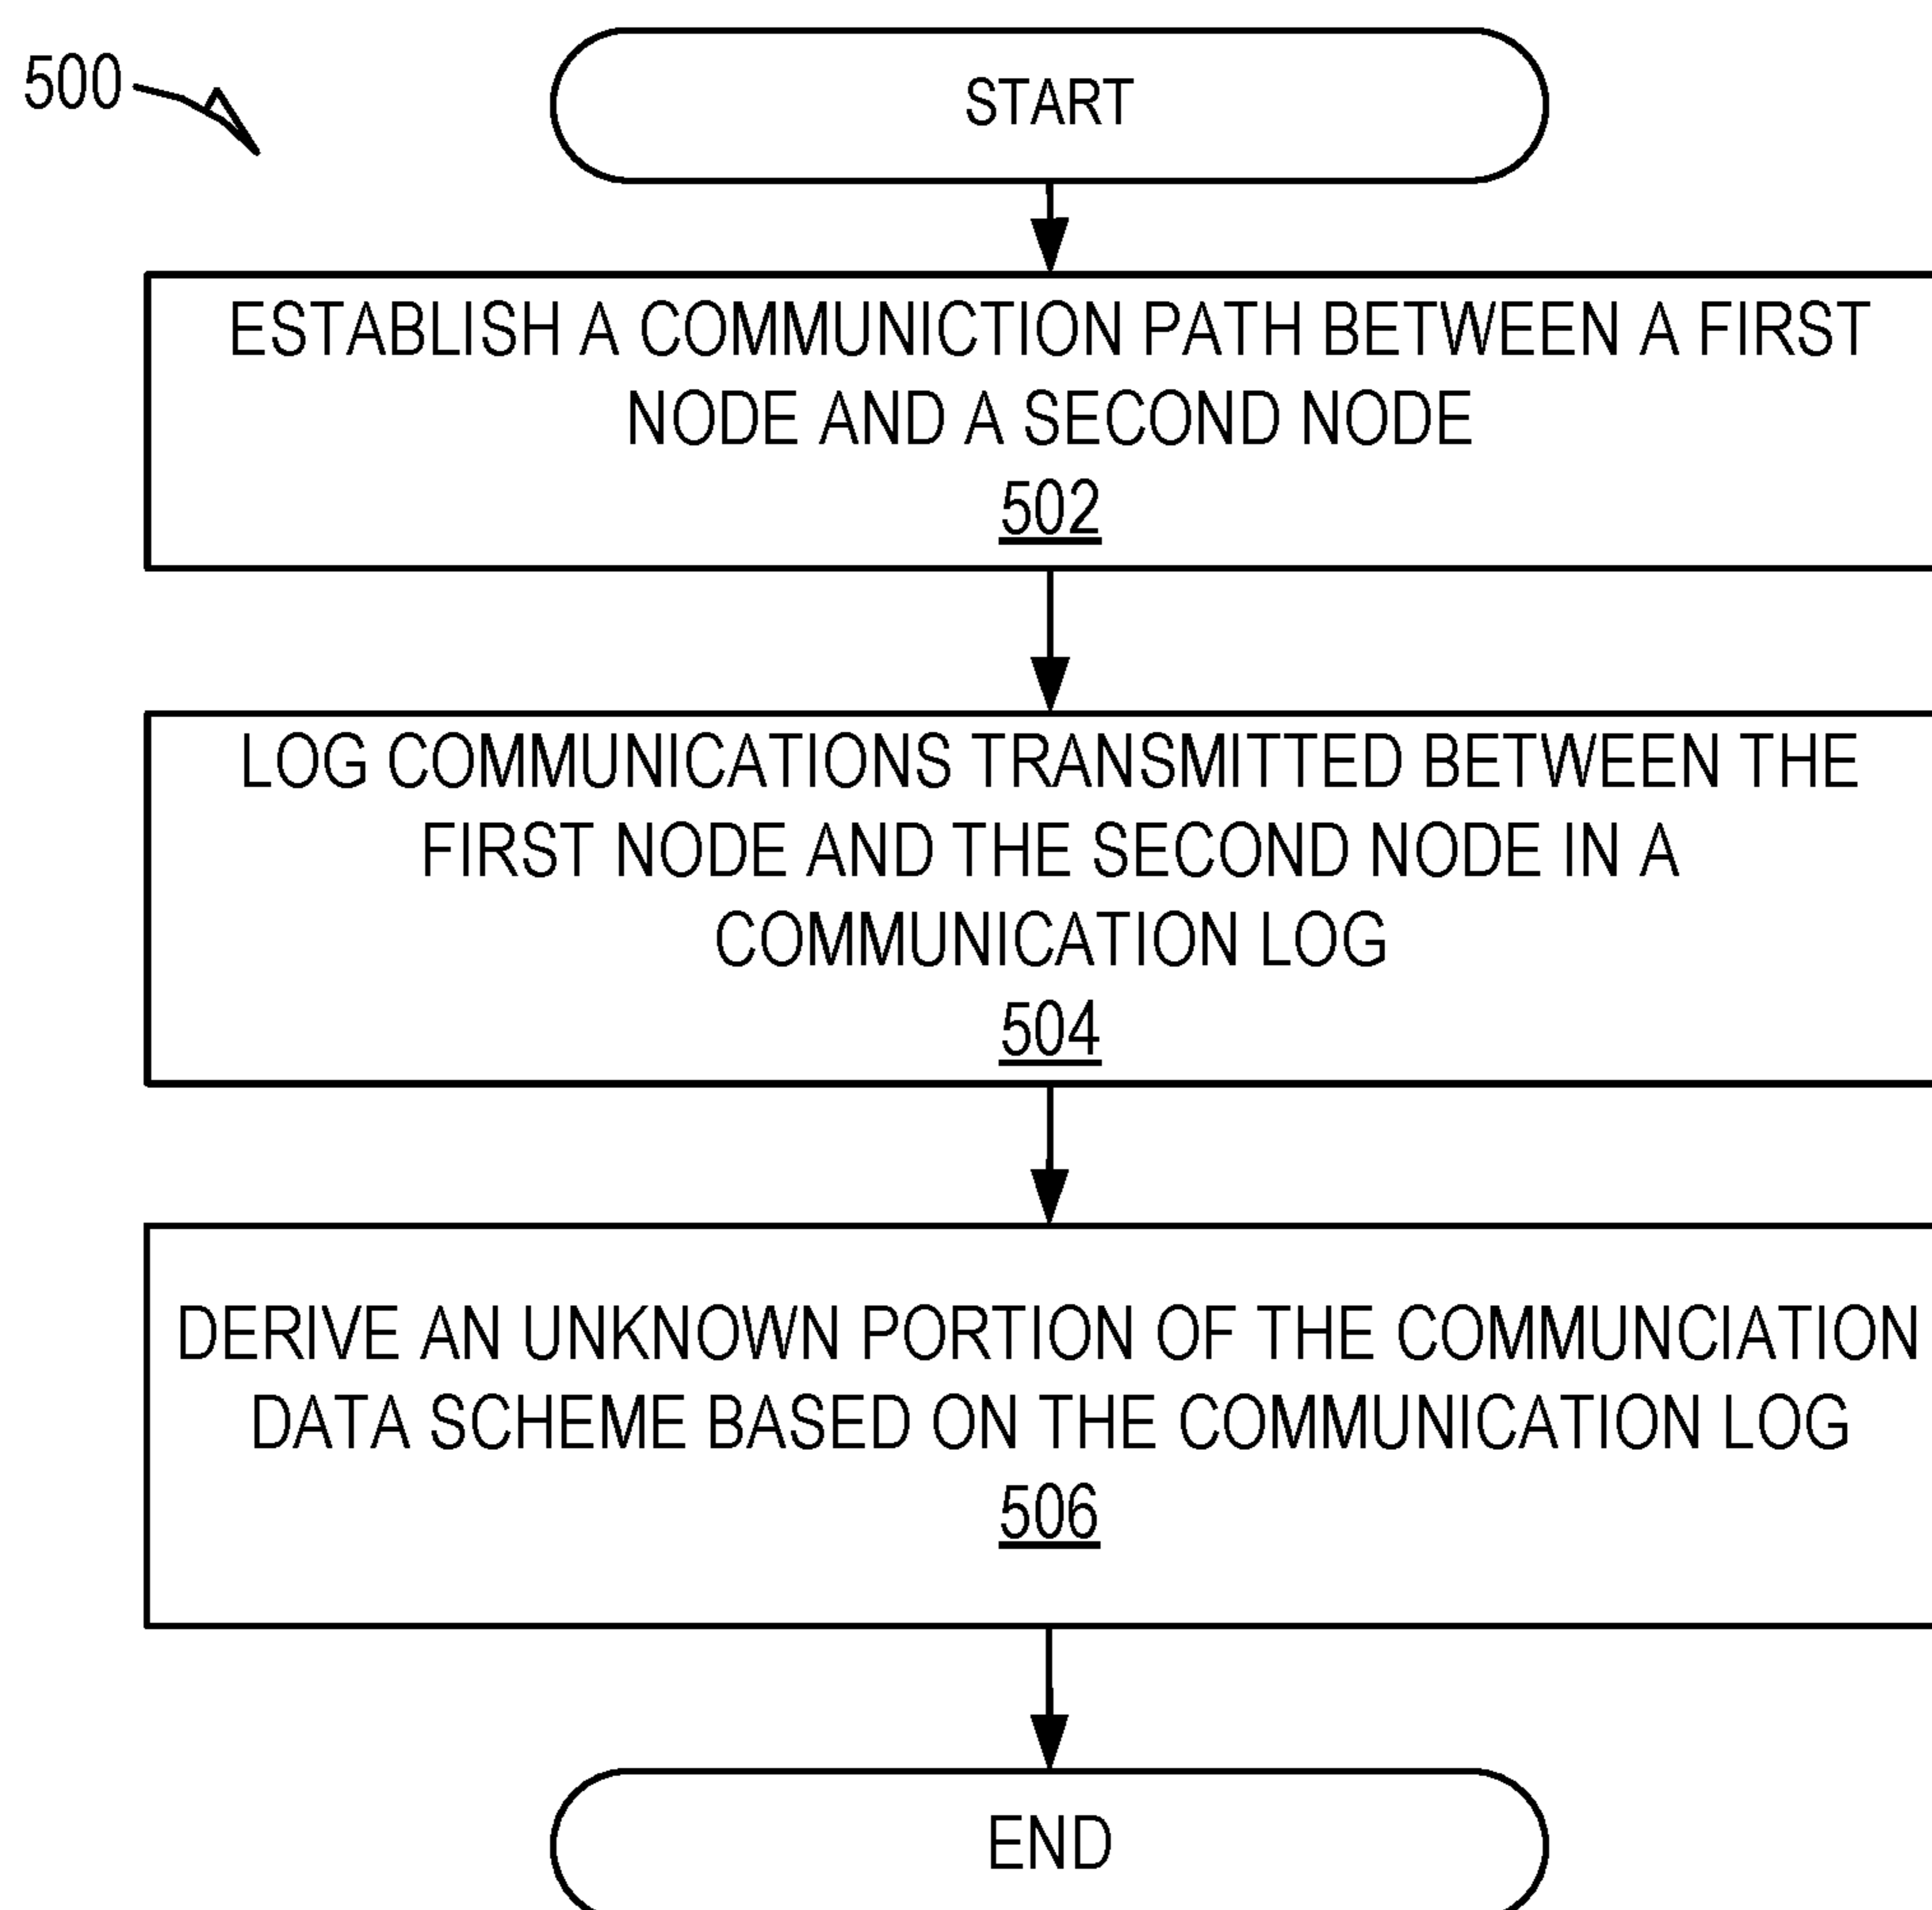 500
START
ESTABLISH A COMMUNICTION PATH BETWEEN A FIRST
NODE AND A SECOND NODE
502
LOG COMMUNICATIONS TRANSMITTED BETWEEN THE
FIRST NODE AND THE SECOND NODE IN A
COMMUNICATION LOG
504
DERIVE AN UNKNOWN PORTION OF THE COMMUNCIATION
DATA SCHEME BASED ON THE COMMUNICATION LOG
506
END